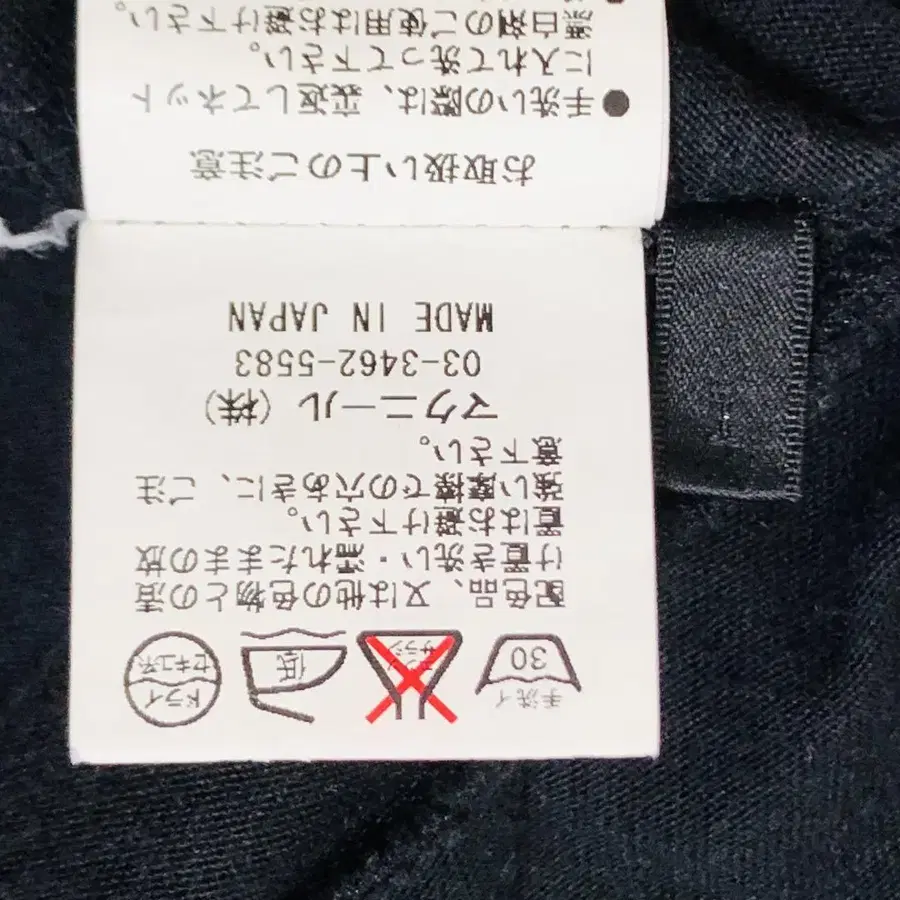 手洗イ
30
エンソ
サラシ
低
ドライ
セキユ系
配色品、又は他の色物との漬
け置き洗い・濡れたままの放
置はお避け下さい。
強い摩擦での穴あきに、ご注
意下さい。
マクニール（株）
03-3462-5583
MADE IN JAPAN
お取扱い上のご注意
●手洗いの際は、裏返してネット
に入れて洗って下さい。
漂白剤のご使用はお避け下さい。